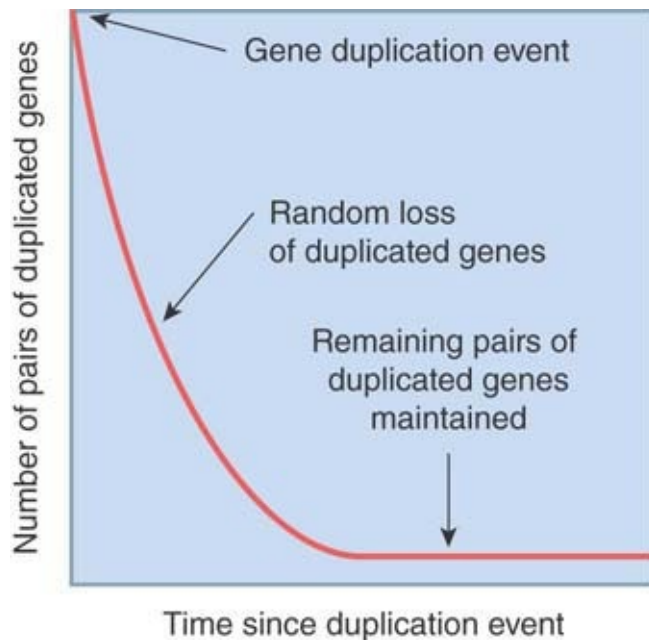 Number of pairs of duplicated genes
Gene duplication event
Random loss
of duplicated genes
Remaining pairs of
duplicated genes
maintained
Time since duplication event